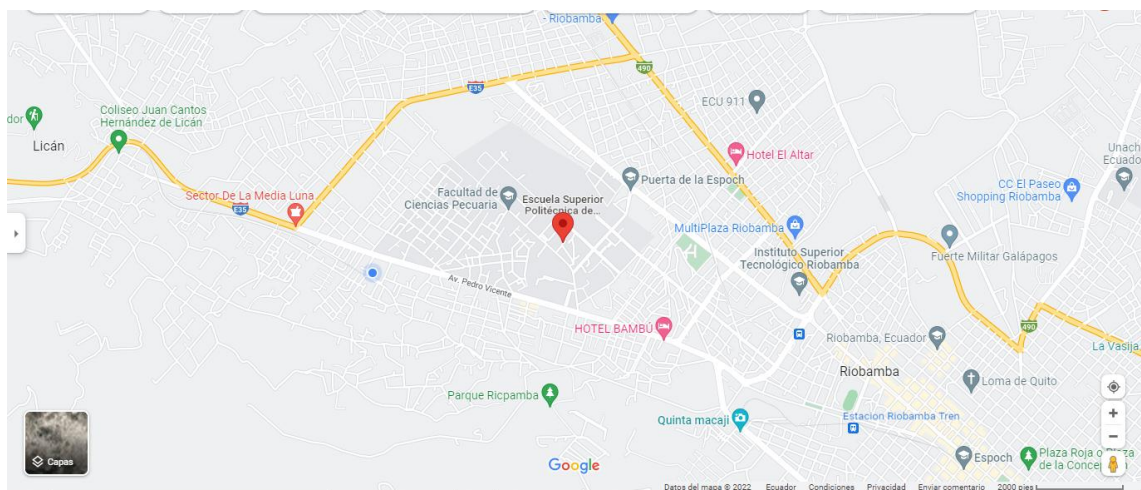 - Riobamba
490
E35
ECU 911
Coliseo Juan Cantos
Hernández de Licán
dor
Licán
Hotel El Altar
Unach
Ecuado
Puerta de la Espoch
CC El Paseo
Shopping Riobamba
Facultad de
Ciencias Pecuaria
Escuela Superior
Politécnica de...
Sector De La Media Luna
E35
MultiPlaza Riobamba
Instituto Superior
Tecnológico Riobamba
Fuerte Militar Galápagos
Av. Pedro Vicente
HOTEL BAMBÚ
490
Riobamba, Ecuador
La Vasija.
Riobamba
Loma de Quito
Parque Ricpamba
Quinta macaji
Estacion Riobamba Tren
Capas
Google
Espoch
Plaza Roja o Plaza
de la Concepción
Datos del mapa © 2022 Ecuador Condiciones Privacidad Enviar comentario 2000 pies